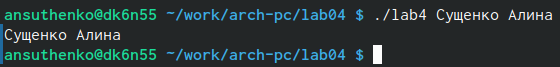 ansuthenko@dk6n55 ~/work/arch-pc/lab04 $ ./lab4 Сущенко Алина
Сущенко Алина
ansuthenko@dk6n55 ~/work/arch-pc/lab04 $